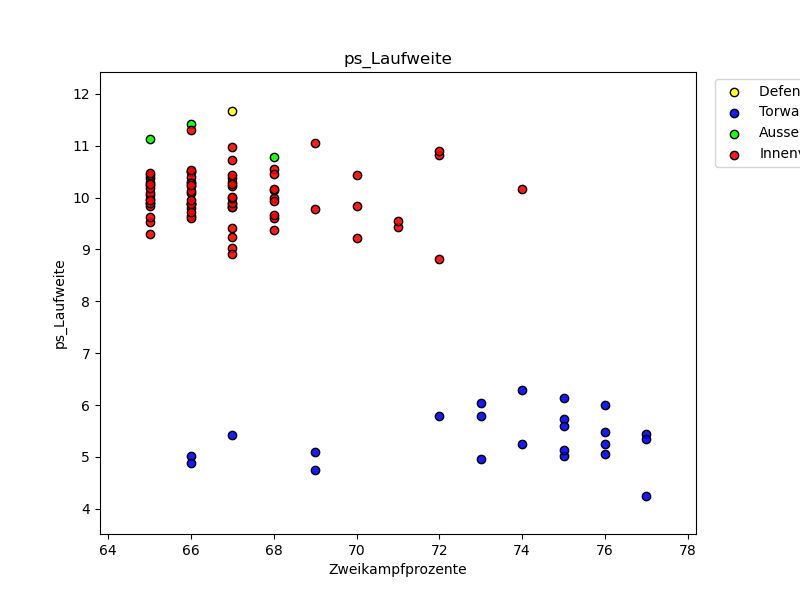 ps_Laufweite
ps_Laufweite
12
11
10
9
8
7
6
5
4
64 66 68 70 72 74 76 78
Zweikampfprozente
Defen
Torwa
Ausse
Innenv